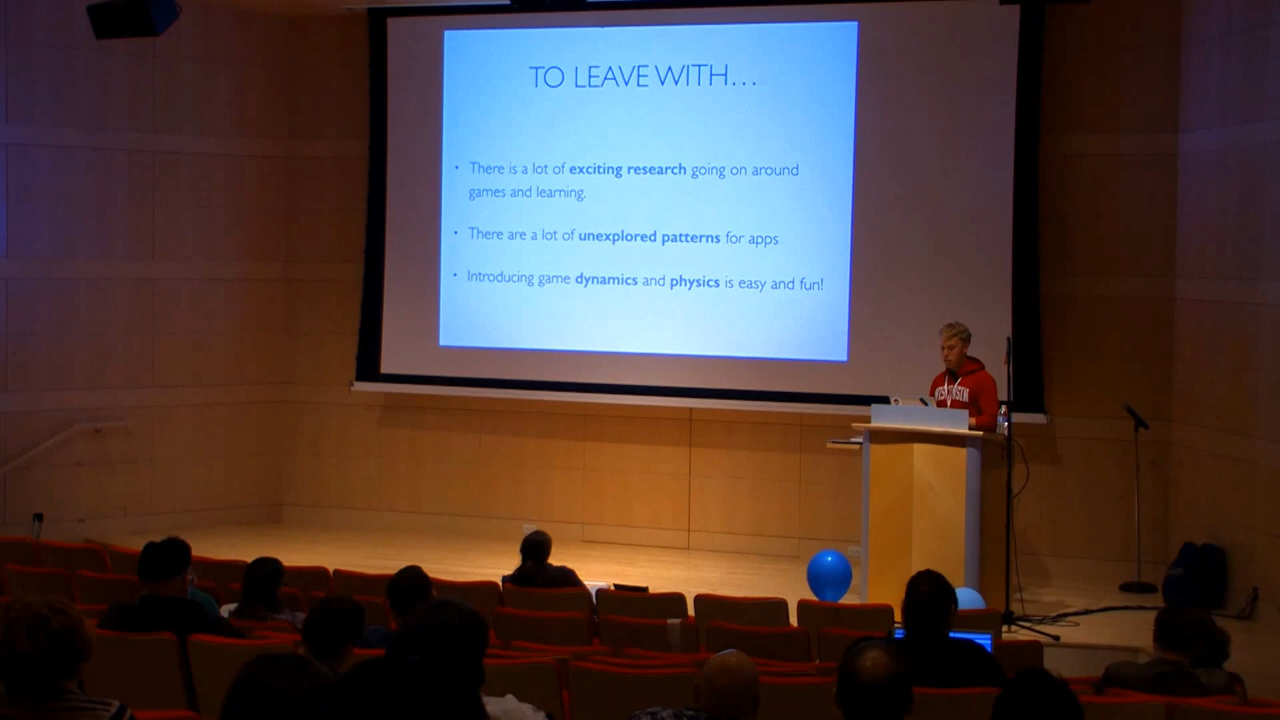 TO LEAVE WITH...
• There is a lot of exciting research going on around
games and learning.
• There are a lot of unexplored patterns for apps
• Introducing game dynamics and physics is easy and fun!
WISCONSIN